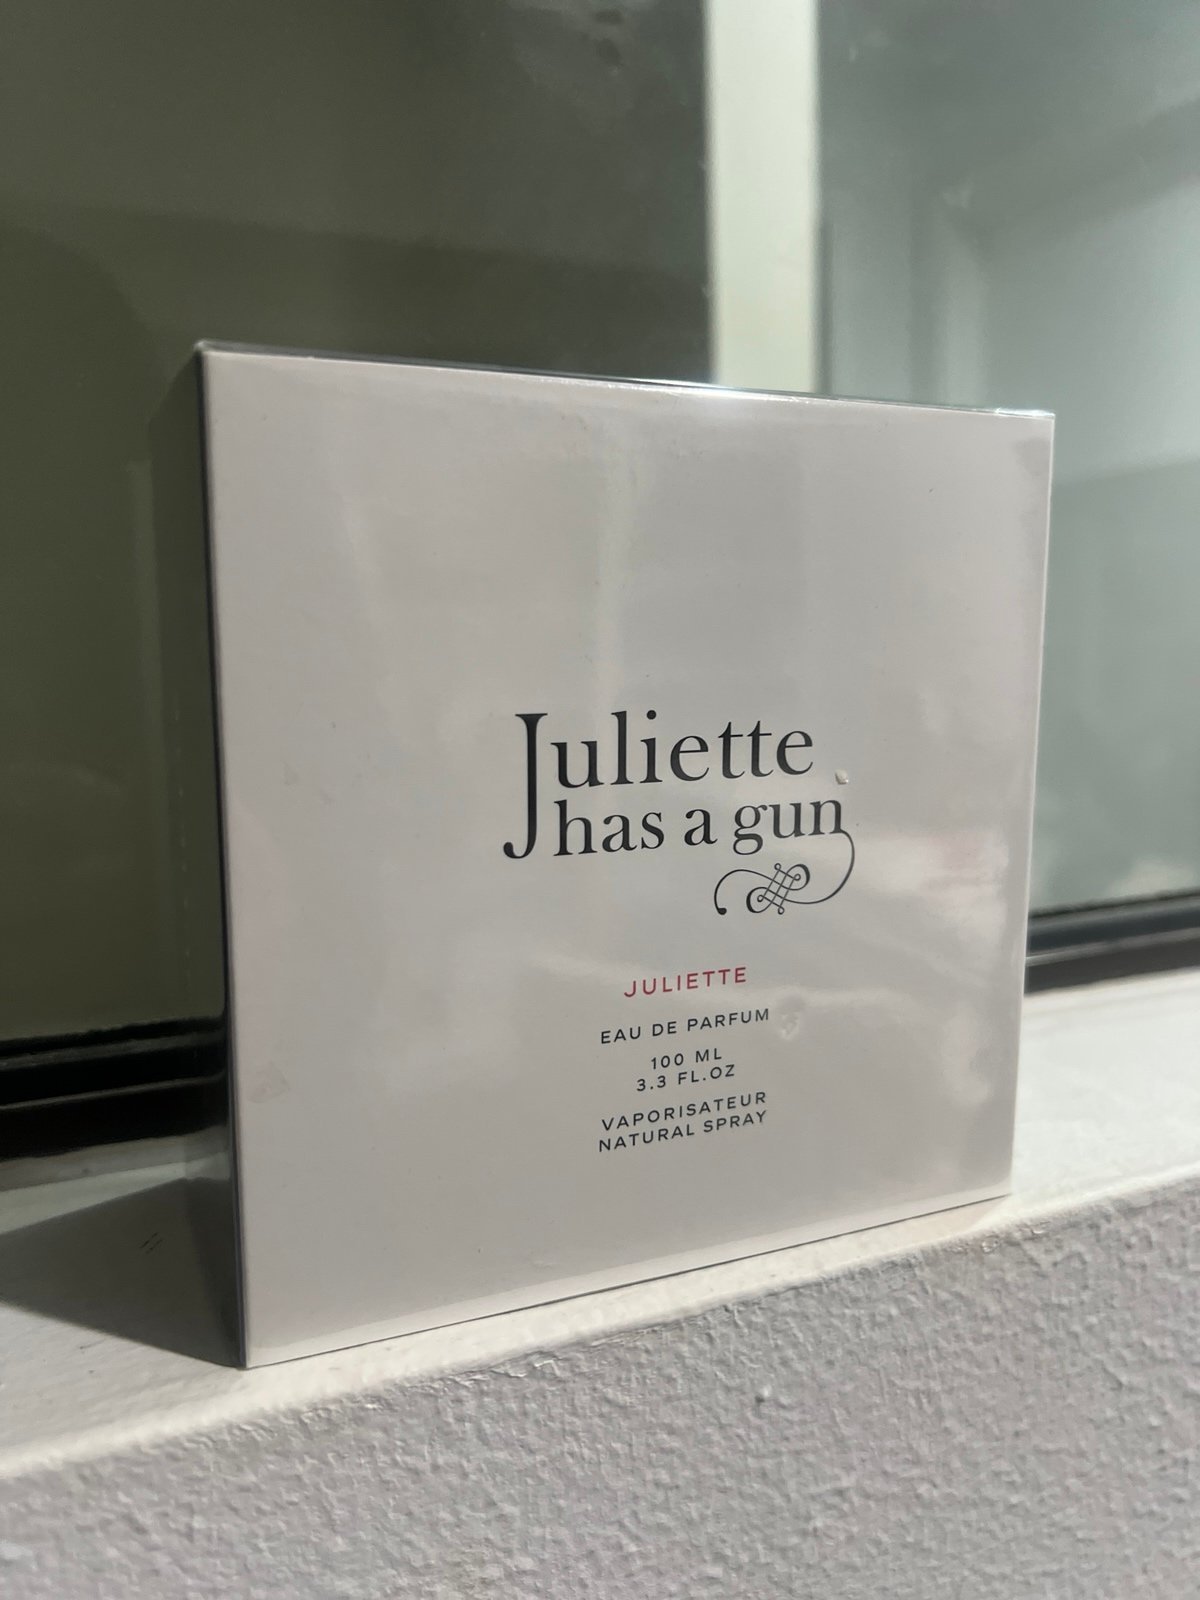 Juliette
has a gun
JULIETTE
EAU DE PARFUM
100 ML
3.3 FL.OZ
VAPORISATEUR
NATURAL SPRAY